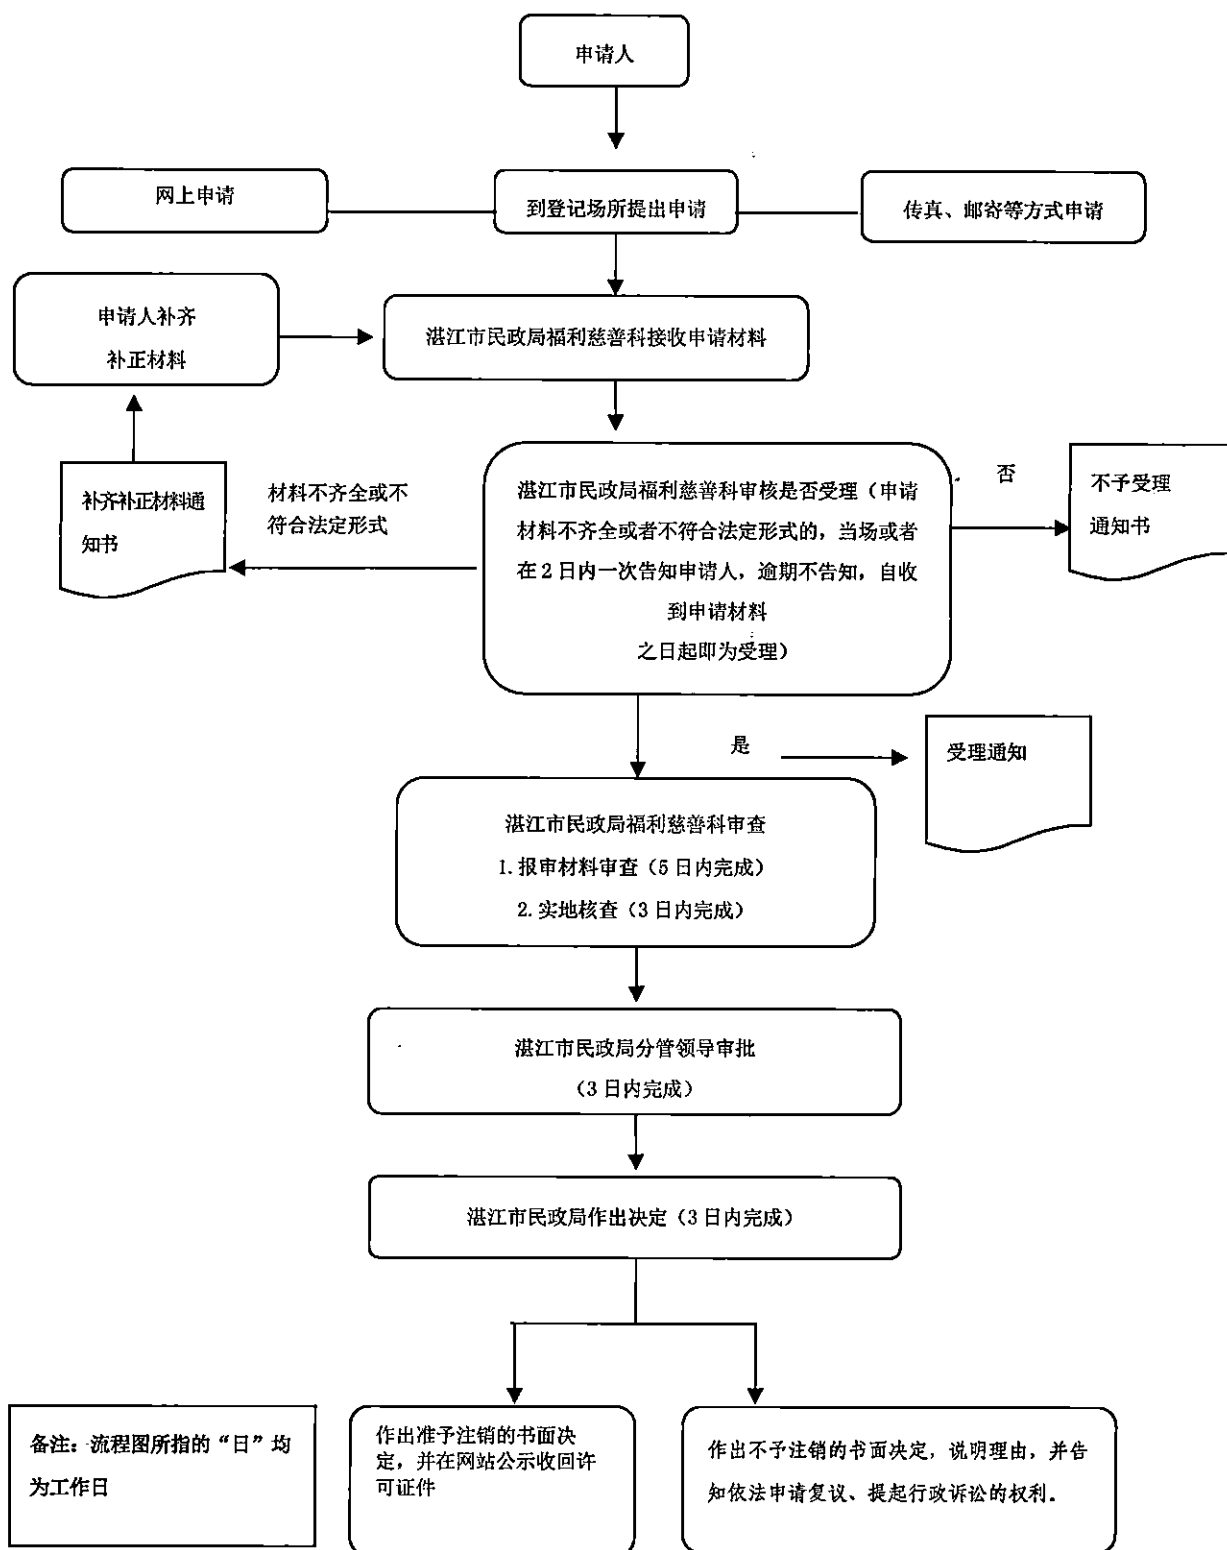 申请人
网上申请
到登记场所提出申请
传真、邮寄等方式申请
申请人补齐
补正材料
湛江市民政局福利慈善科接收申请材料
补齐补正材料通
知书
材料不齐全或不
符合法定形式
湛江市民政局福利慈善科审核是否受理（申请
材料不齐全或者不符合法定形式的，当场或者
在2日内一次告知申请人，逾期不告知，自收
到申请材料
之日起即为受理）
否
不予受理
通知书
是
受理通知
湛江市民政局福利慈善科审查
1.报审材料审查（5日内完成）
2.实地核查（3日内完成）
湛江市民政局分管领导审批
（3日内完成）
湛江市民政局作出决定（3日内完成）
备注：流程图所指的“日”均
为工作日
作出准予注销的书面决
定，并在网站公示收回许
可证件
作出不予注销的书面决定，说明理由，并告
知依法申请复议、提起行政诉讼的权利。